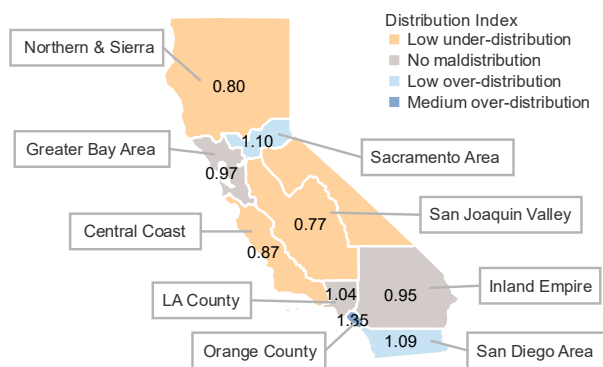 Distribution Index
Low under-distribution
No maldistribution
Low over-distribution
Medium over-distribution
Northern & Sierra
0.80
1.10
Greater Bay Area
Sacramento Area
0.97
San Joaquin Valley
Central Coast
0.77
0.87
Inland Empire
LA County
1.04
0.95
1.35
Orange County
1.09
San Diego Area